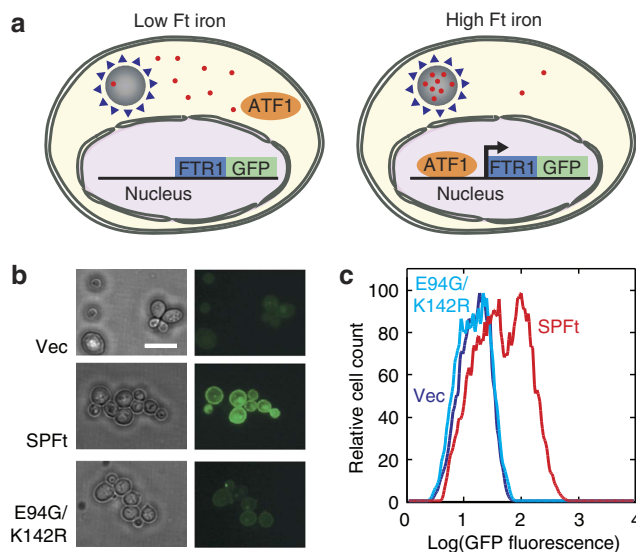 a
Low Ft iron
High Ft iron
ATF1
FTR1 GFP
Nucleus
ATF1
FTR1 GFP
Nucleus
b
Vec
SPFt
E94G/
K142R
c
E94G/
K142R
SPFt
Vec
Relative cell count
100
80
60
40
20
0
0 1 2 3 4
Log(GFP fluorescence)